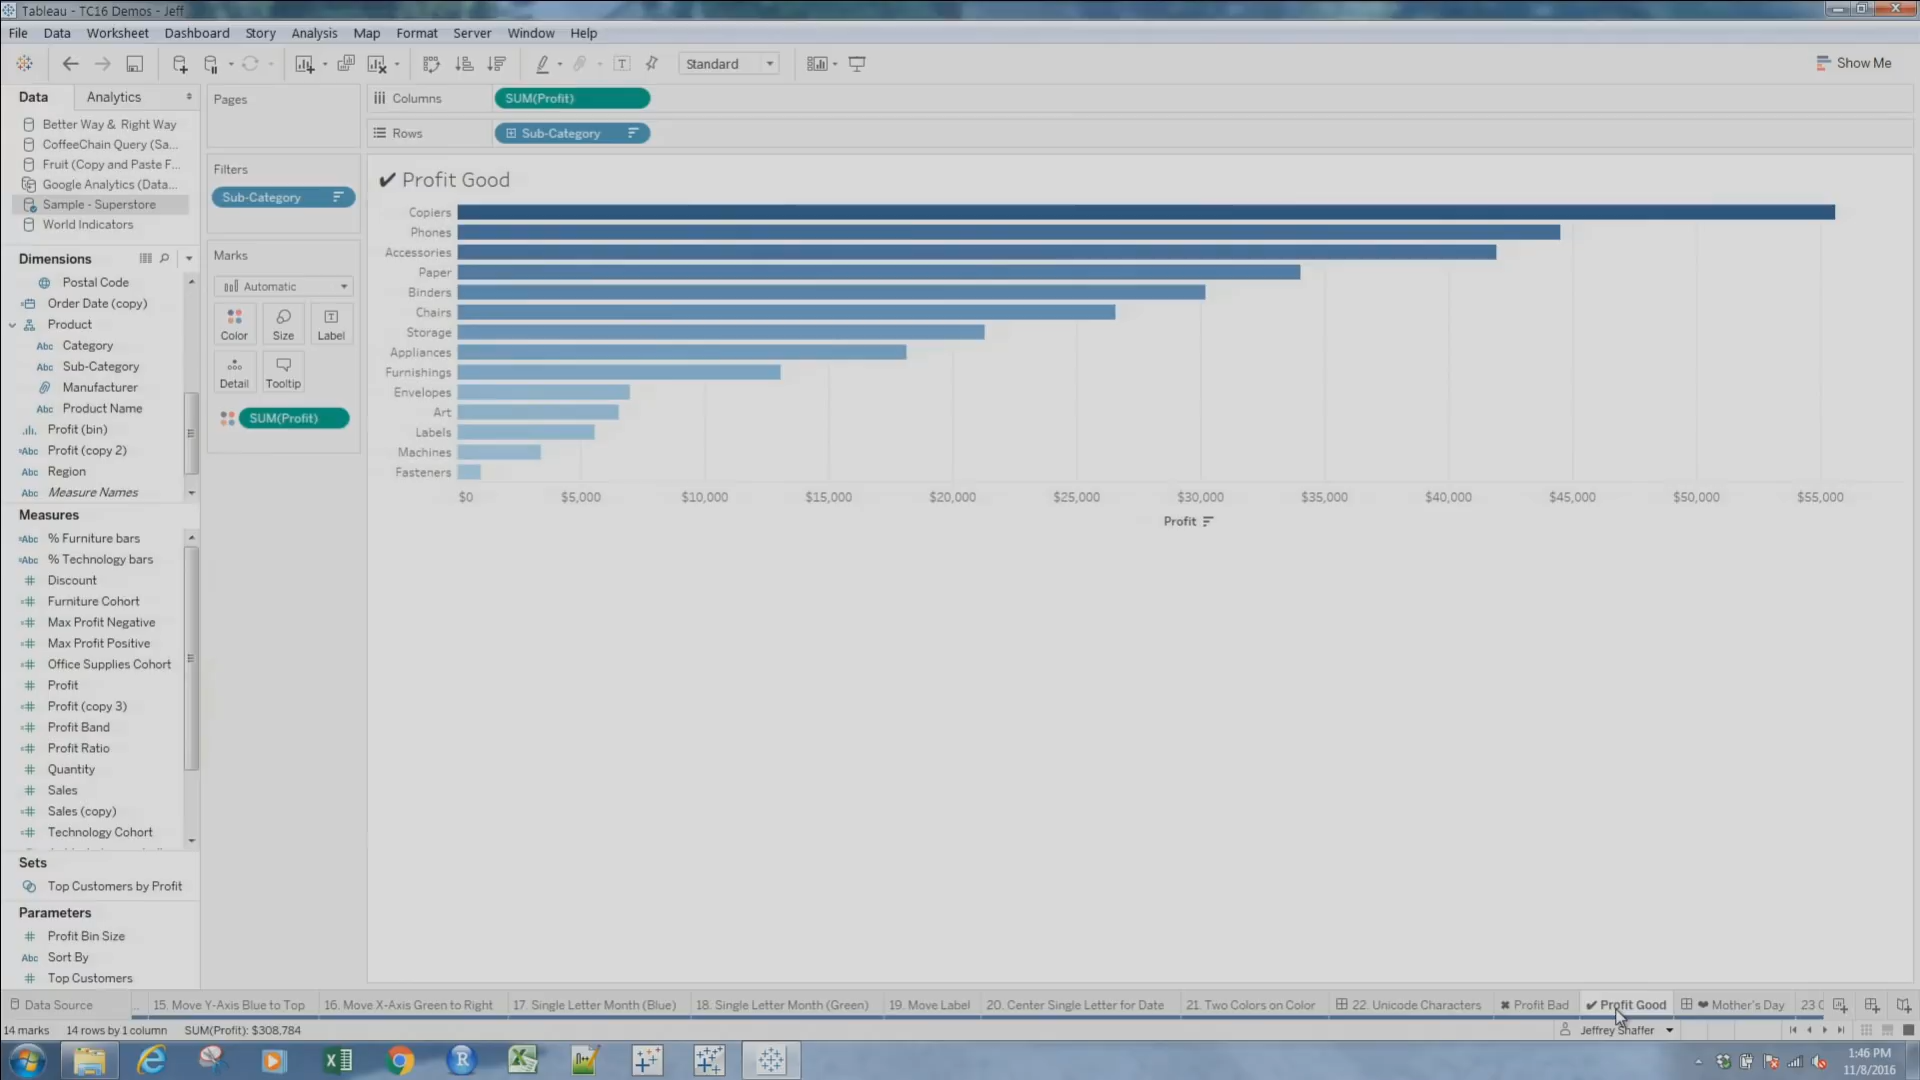 Tableau - TC16 Demos - Jeff
File Data Worksheet Dashboard Story Analysis Map Format Server Window Help
Standard
Show Me
Data Analytics
Better Way & Right Way
CoffeeChain Query (Sa...
Fruit (Copy and Paste F...
Google Analytics (Data...
Sample - Superstore
World Indicators
Dimensions
Postal Code
Order Date (copy)
Product
Abc Category
Abc Sub-Category
Manufacturer
Abc Product Name
Profit (bin)
Abc Profit (copy 2)
Abc Region
Abc Measure Names
Measures
Abc % Furniture bars
Abc % Technology bars
# Discount
# Furniture Cohort
# Max Profit Negative
# Max Profit Positive
# Office Supplies Cohort
# Profit
# Profit (copy 3)
# Profit Band
# Profit Ratio
# Quantity
# Sales
# Sales (copy)
# Technology Cohort
Sets
Top Customers by Profit
Parameters
# Profit Bin Size
Abc Sort By
# Top Customers
Pages
Filters
Sub-Category
Marks
Automatic
Color Size Label
Detail Tooltip
SUM(Profit)
Columns SUM(Profit)
Rows Sub-Category
✔ Profit Good
Copiers
Phones
Accessories
Paper
Binders
Chairs
Storage
Appliances
Furnishings
Envelopes
Art
Labels
Machines
Fasteners
$0 $5,000 $10,000 $15,000 $20,000 $25,000 $30,000 $35,000 $40,000 $45,000 $50,000 $55,000
Profit
Data Source ... 15. Move Y-Axis Blue to Top 16. Move X-Axis Green to Right 17. Single Letter Month (Blue) 18. Single Letter Month (Green) 19. Move Label 20. Center Single Letter for Date 21. Two Colors on Color 22. Unicode Characters ✖ Profit Bad ✔ Profit Good ❤ Mother's Day 23
14 marks 14 rows by 1 column SUM(Profit): $308,784
Jeffrey Shaffer
1:46 PM
11/8/2016